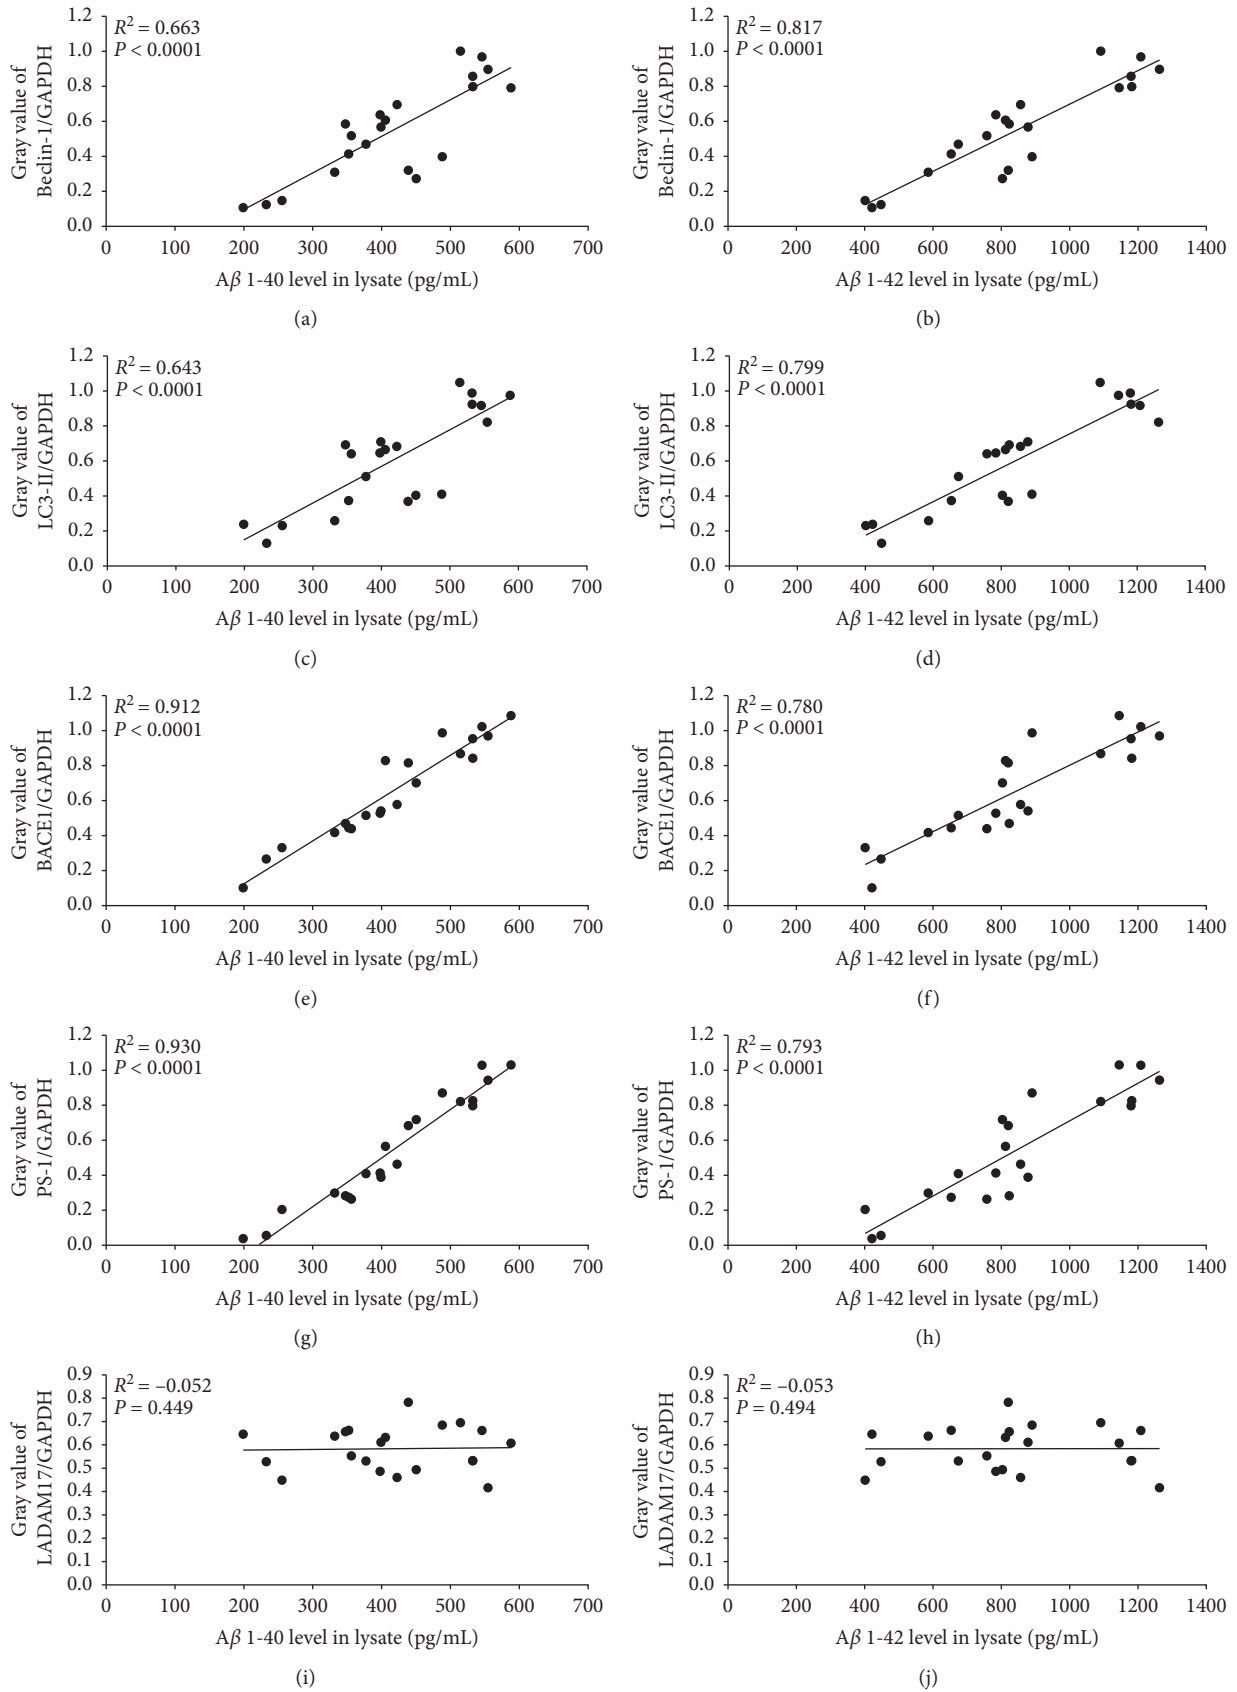 R² = 0.663
P < 0.0001
Gray value of
Beclin-1/GAPDH
1.2
1.0
0.8
0.6
0.4
0.2
0.0
0 100 200 300 400 500 600 700
Aβ 1-40 level in lysate (pg/mL)
(a)
R² = 0.817
P < 0.0001
Gray value of
Beclin-1/GAPDH
1.2
1.0
0.8
0.6
0.4
0.2
0.0
0 200 400 600 800 1000 1200 1400
Aβ 1-42 level in lysate (pg/mL)
(b)
R² = 0.643
P < 0.0001
Gray value of
LC3-II/GAPDH
1.2
1.0
0.8
0.6
0.4
0.2
0.0
0 100 200 300 400 500 600 700
Aβ 1-40 level in lysate (pg/mL)
(c)
R² = 0.799
P < 0.0001
Gray value of
LC3-II/GAPDH
1.2
1.0
0.8
0.6
0.4
0.2
0.0
0 200 400 600 800 1000 1200 1400
Aβ 1-42 level in lysate (pg/mL)
(d)
R² = 0.912
P < 0.0001
Gray value of
BACE1/GAPDH
1.2
1.0
0.8
0.6
0.4
0.2
0.0
0 100 200 300 400 500 600 700
Aβ 1-40 level in lysate (pg/mL)
(e)
R² = 0.780
P < 0.0001
Gray value of
BACE1/GAPDH
1.2
1.0
0.8
0.6
0.4
0.2
0.0
0 200 400 600 800 1000 1200 1400
Aβ 1-42 level in lysate (pg/mL)
(f)
R² = 0.930
P < 0.0001
Gray value of
PS-1/GAPDH
1.2
1.0
0.8
0.6
0.4
0.2
0.0
0 100 200 300 400 500 600 700
Aβ 1-40 level in lysate (pg/mL)
(g)
R² = 0.793
P < 0.0001
Gray value of
PS-1/GAPDH
1.2
1.0
0.8
0.6
0.4
0.2
0.0
0 200 400 600 800 1000 1200 1400
Aβ 1-42 level in lysate (pg/mL)
(h)
R² = –0.052
P = 0.449
Gray value of
LADAM17/GAPDH
0.9
0.8
0.7
0.6
0.5
0.4
0.3
0.2
0.1
0.0
0 100 200 300 400 500 600 700
Aβ 1-40 level in lysate (pg/mL)
(i)
R² = –0.053
P = 0.494
Gray value of
LADAM17/GAPDH
0.9
0.8
0.7
0.6
0.5
0.4
0.3
0.2
0.1
0.0
0 200 400 600 800 1000 1200 1400
Aβ 1-42 level in lysate (pg/mL)
(j)